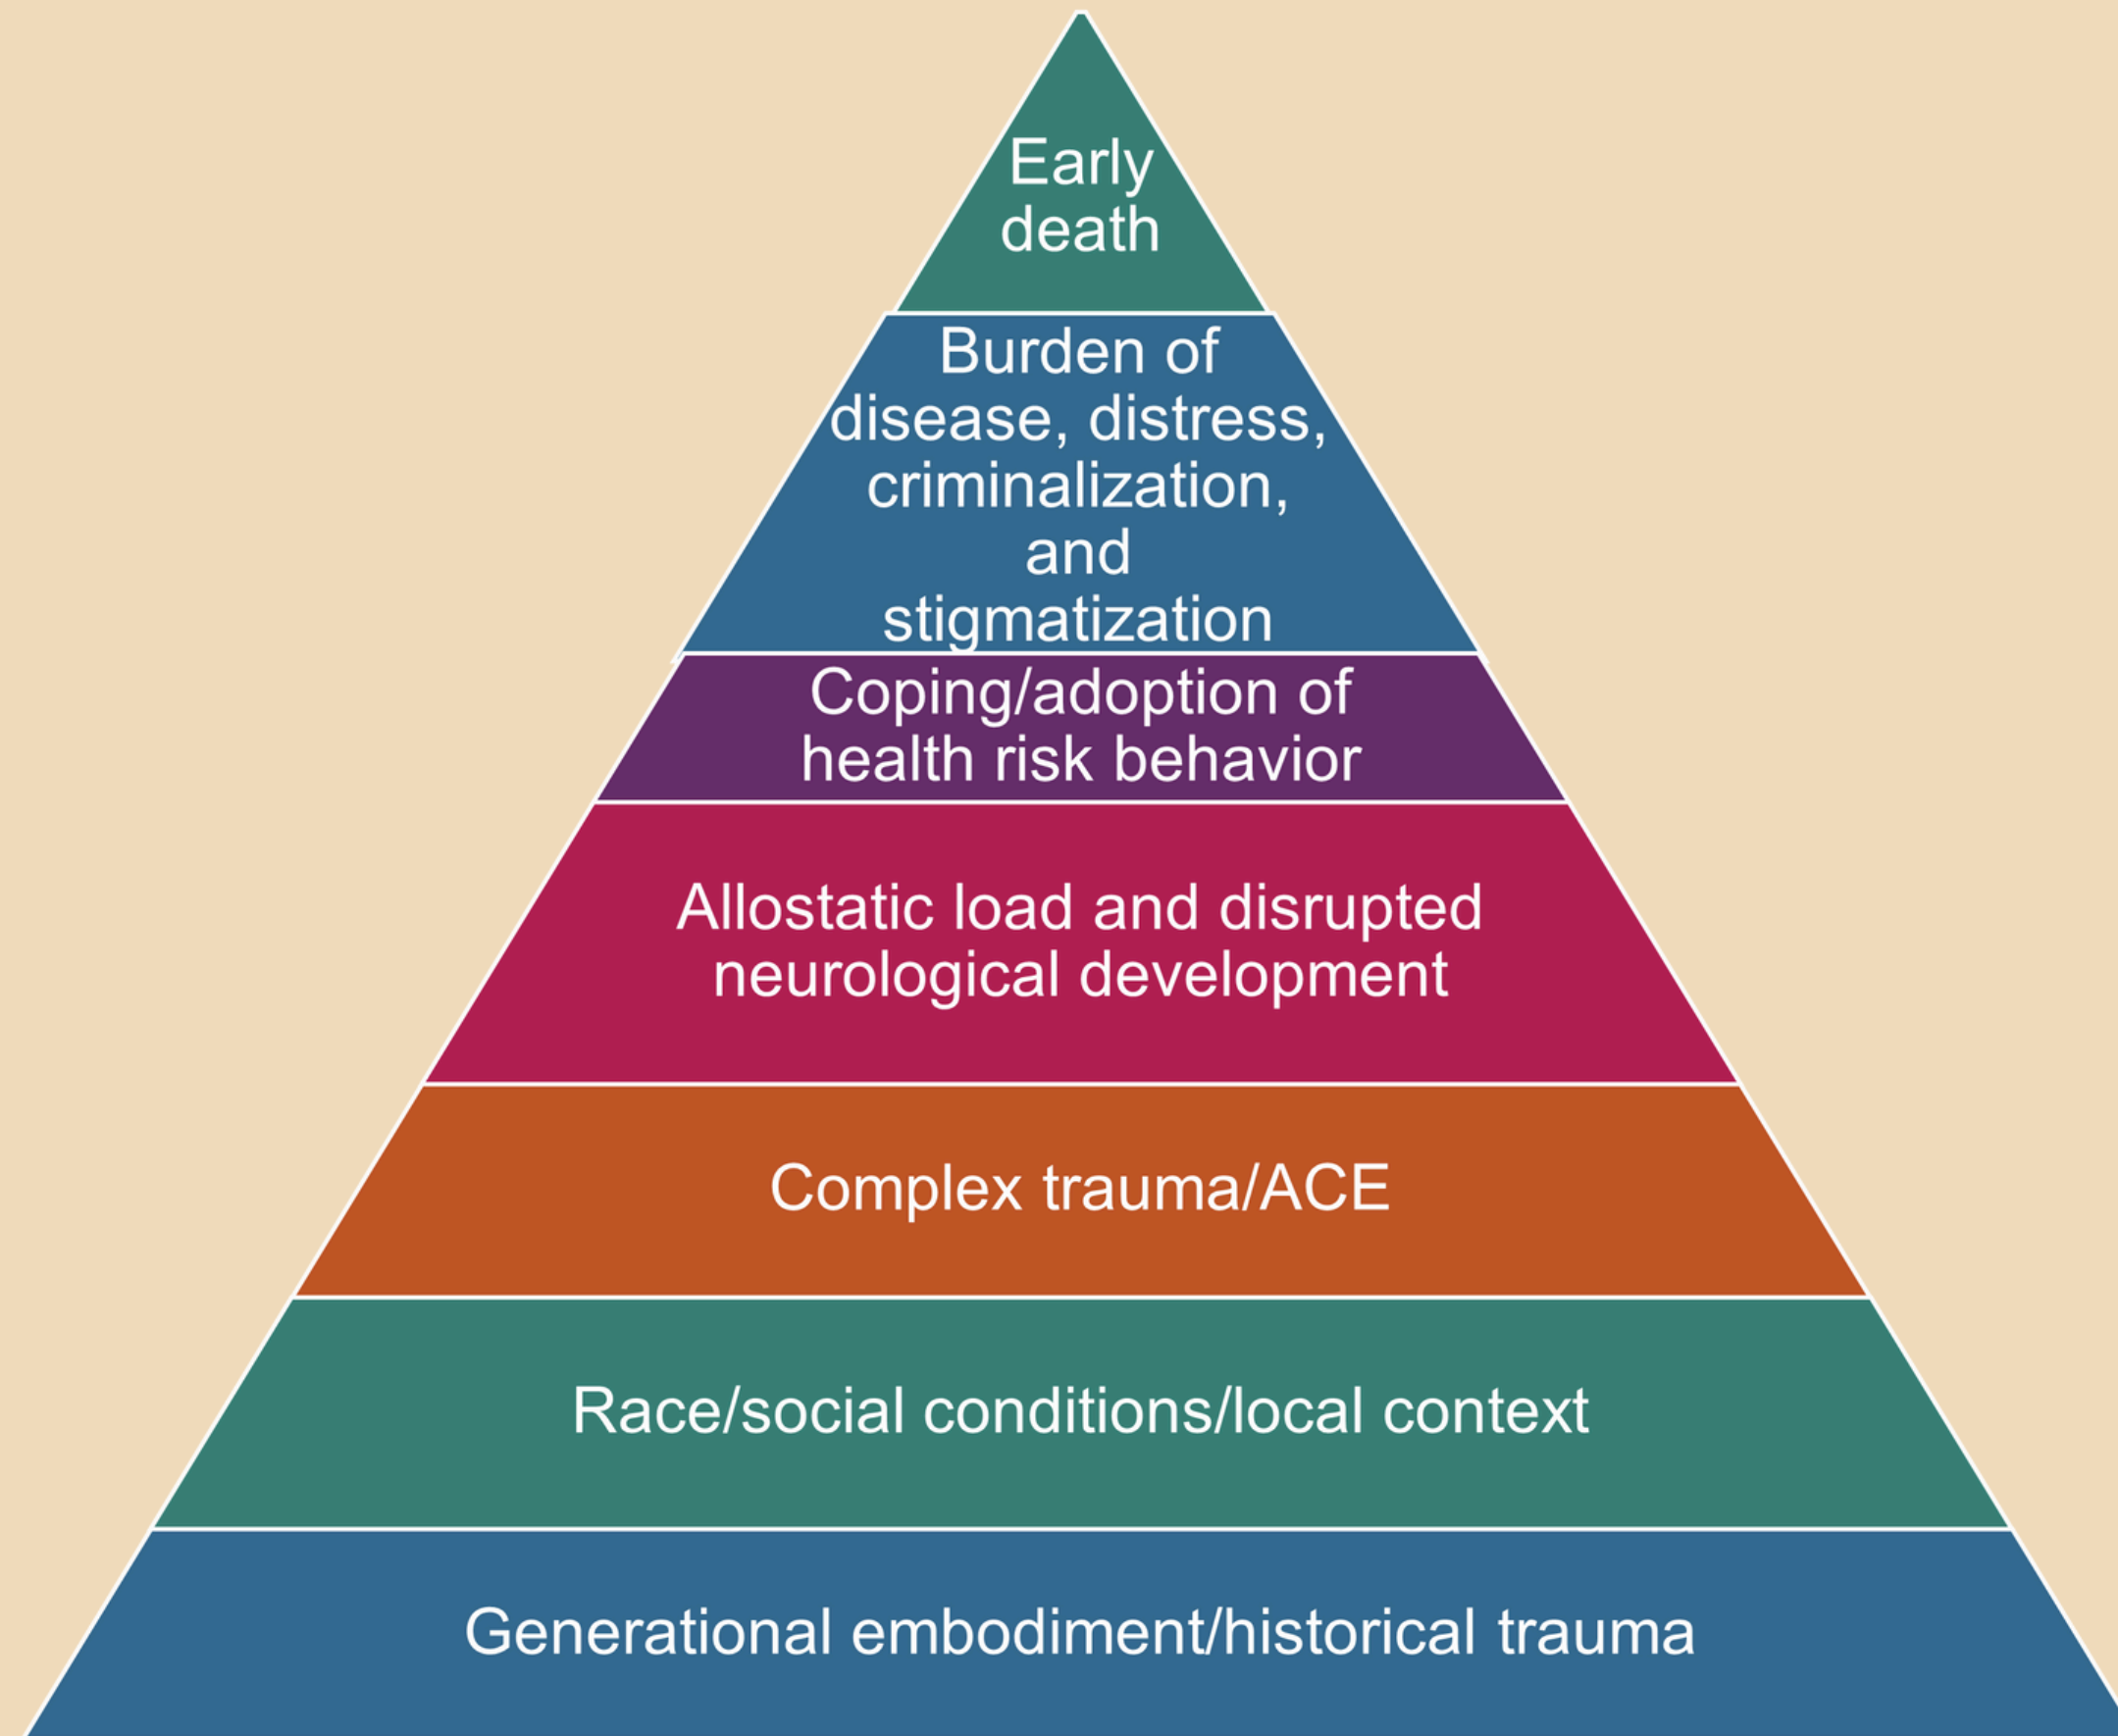 Early
death
Burden of
disease, distress,
criminalization,
and
stigmatization
Coping/adoption of
health risk behavior
Allostatic load and disrupted
neurological development
Complex trauma/ACE
Race/social conditions/local context
Generational embodiment/historical trauma